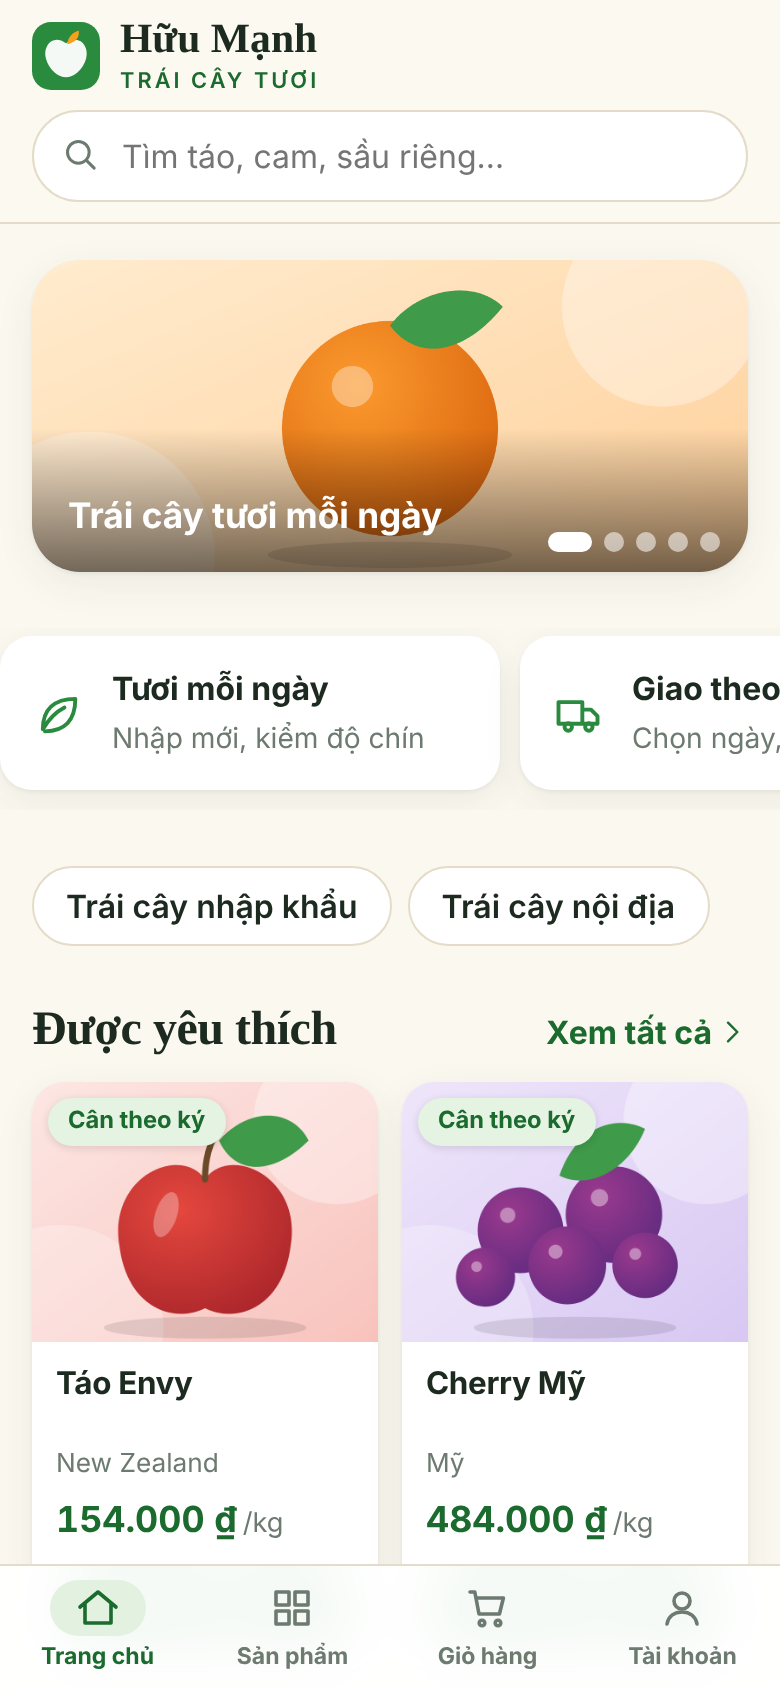 Hữu Mạnh
TRÁI CÂY TƯƠI
Tìm táo, cam, sầu riêng...
Trái cây tươi mỗi ngày
Tươi mỗi ngày
Nhập mới, kiểm độ chín
Giao theo
Chọn ngày,
Trái cây nhập khẩu
Trái cây nội địa
Được yêu thích
Xem tất cả
Cân theo ký
Cân theo ký
Táo Envy
New Zealand
154.000 ₫ /kg
Cherry Mỹ
Mỹ
484.000 ₫ /kg
Trang chủ
Sản phẩm
Giỏ hàng
Tài khoản